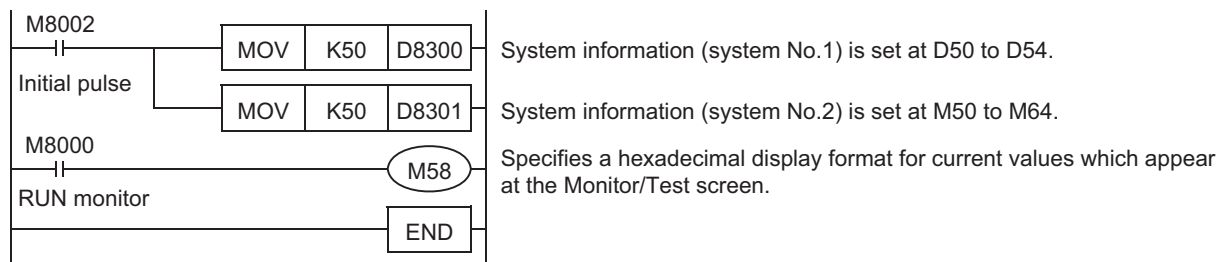 M8002
MOV K50 D8300 System information (system No.1) is set at D50 to D54.
Initial pulse
MOV K50 D8301 System information (system No.2) is set at M50 to M64.
M8000
M58 Specifies a hexadecimal display format for current values which appear
at the Monitor/Test screen.
RUN monitor
END